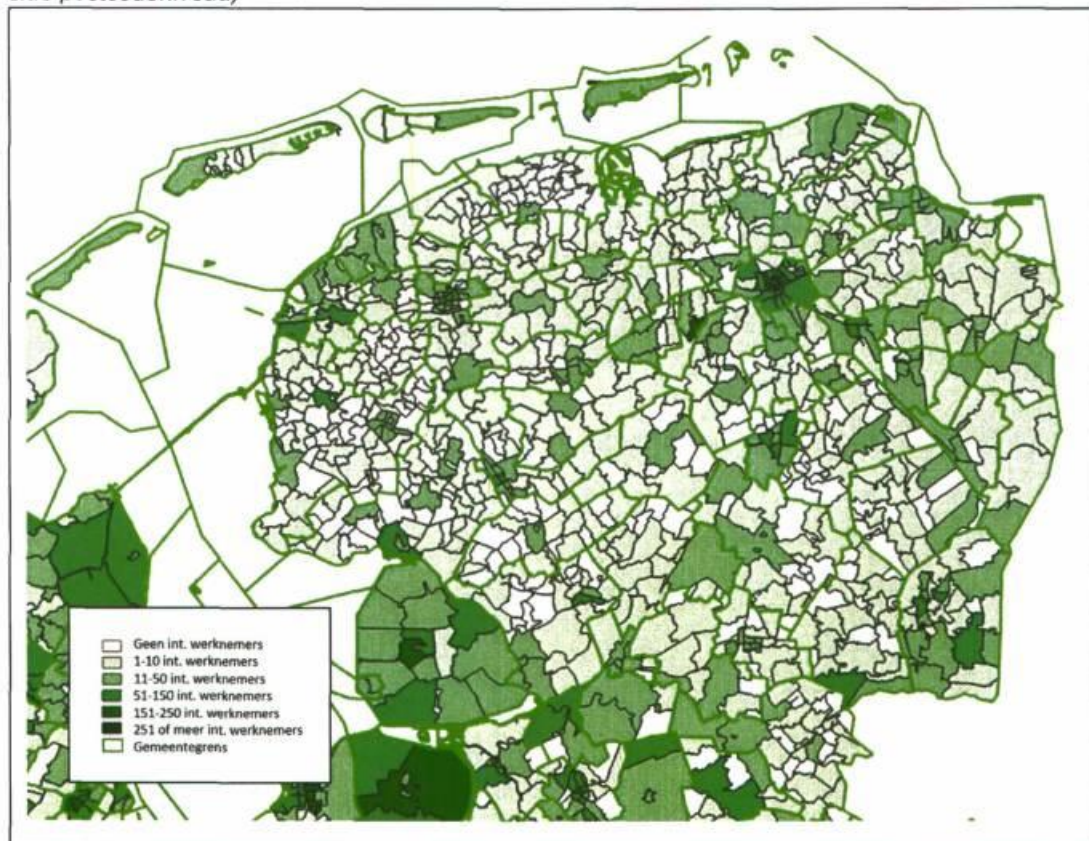 Geen int. werknemers
1-10 int. werknemers
11-50 int. werknemers
51-150 int. werknemers
151-250 int. werknemers
251 of meer int. werknemers
Gemeentegrens